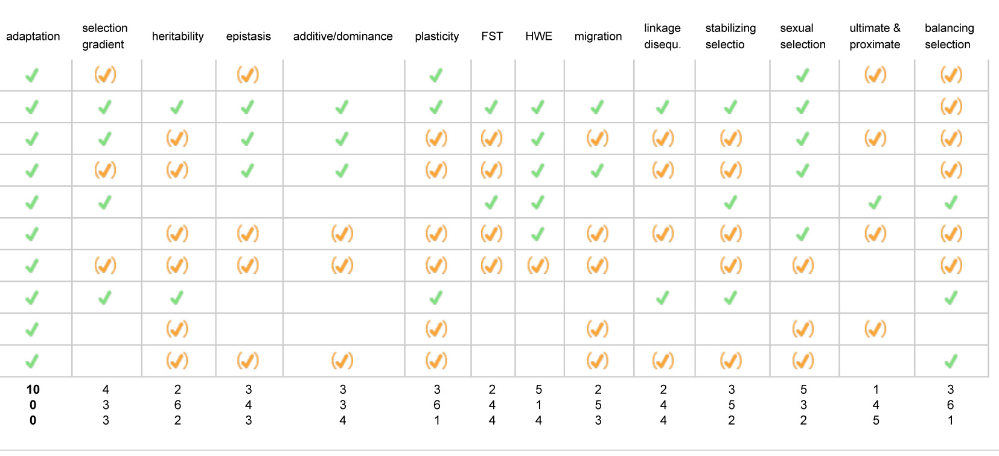 adaptation selection gradient heritability epistasis additive/dominance plasticity FST HWE migration linkage disequ. stabilizing selectio sexual selection ultimate & proximate balancing selection
10 4 2 3 3 3 2 5 2 2 3 5 1 3
0 3 6 4 3 6 4 1 5 4 5 3 4 6
0 3 2 3 4 1 4 4 3 4 2 2 5 1